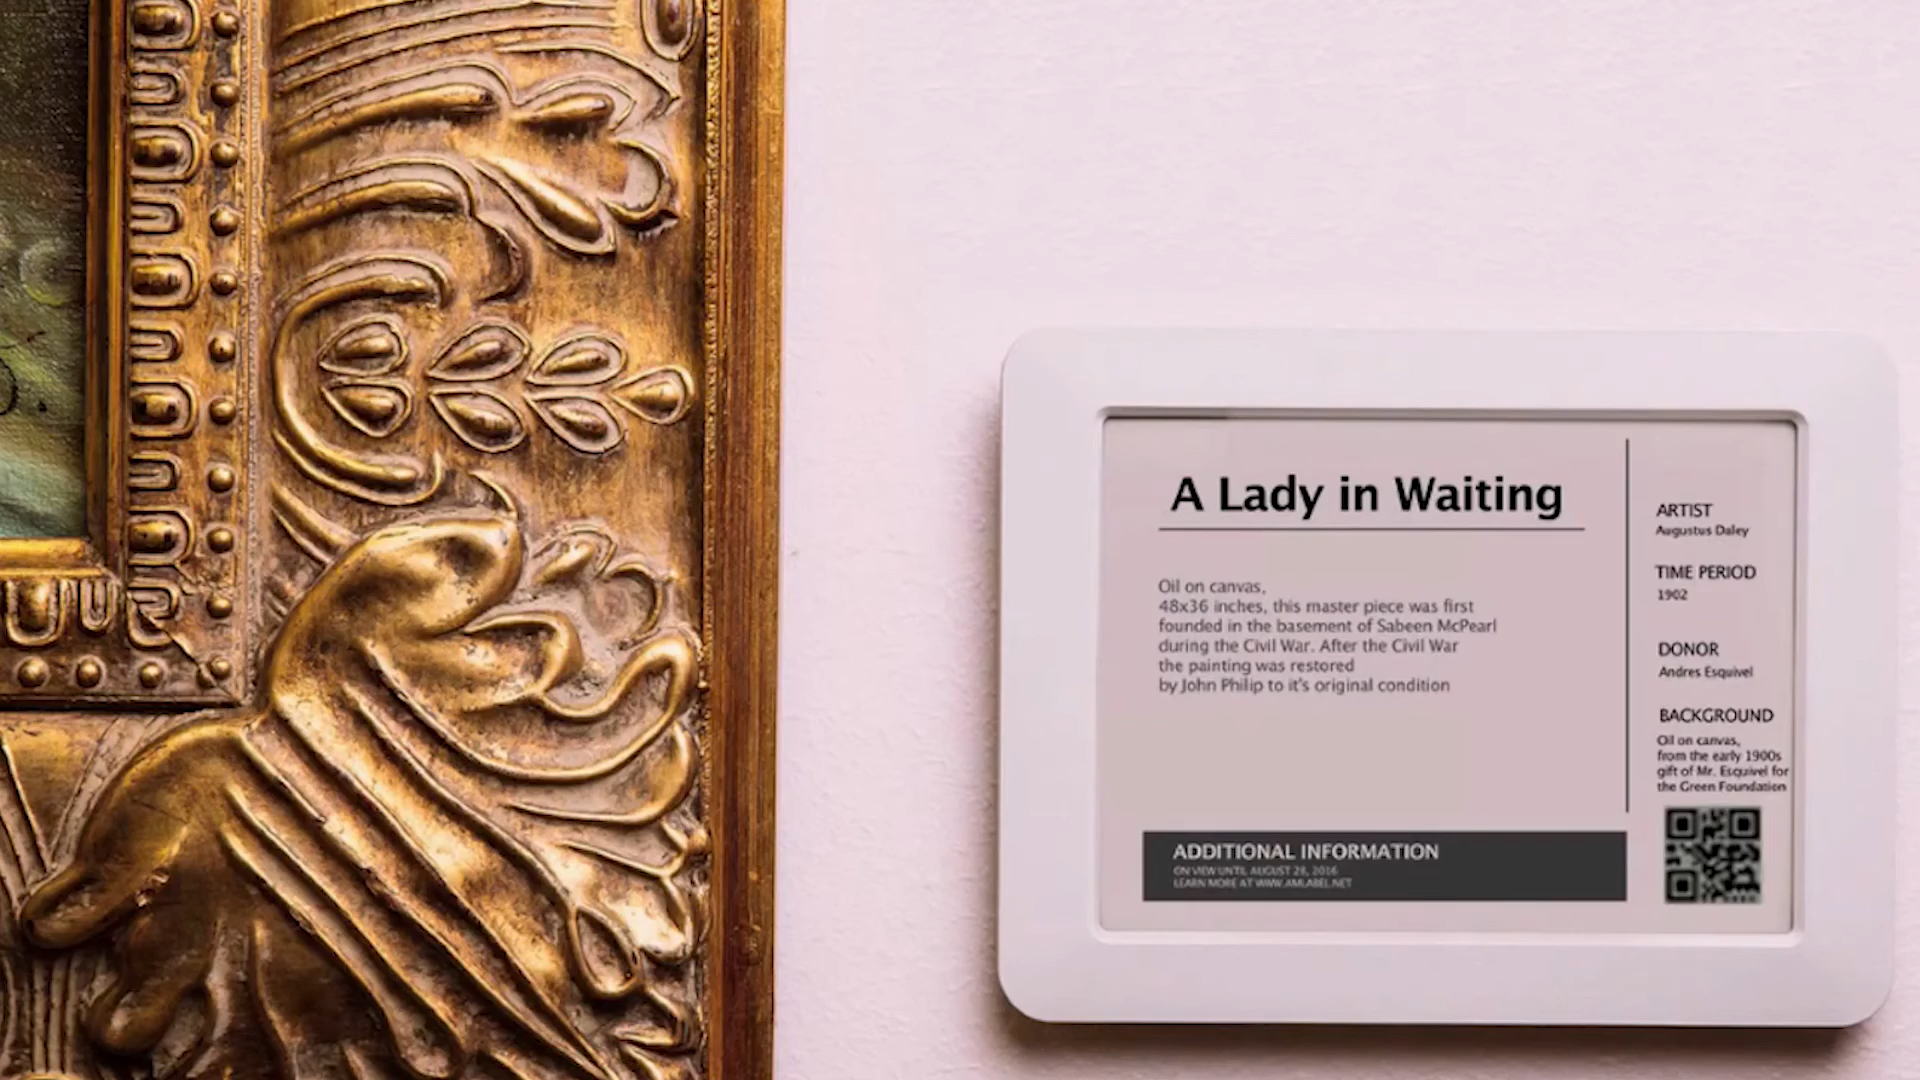 A Lady in Waiting
Oil on canvas,
48x36 inches, this master piece was first
founded in the basement of Sabeen McPearl
during the Civil War. After the Civil War
the painting was restored
by John Philip to it's original condition
ADDITIONAL INFORMATION
ON VIEW UNTIL AUGUST 28, 2016
LEARN MORE AT WWW.AMLABEL.NET
ARTIST
Augustus Daley
TIME PERIOD
1902
DONOR
Andres Esquivel
BACKGROUND
Oil on canvas,
from the early 1900s
gift of Mr. Esquivel for
the Green Foundation